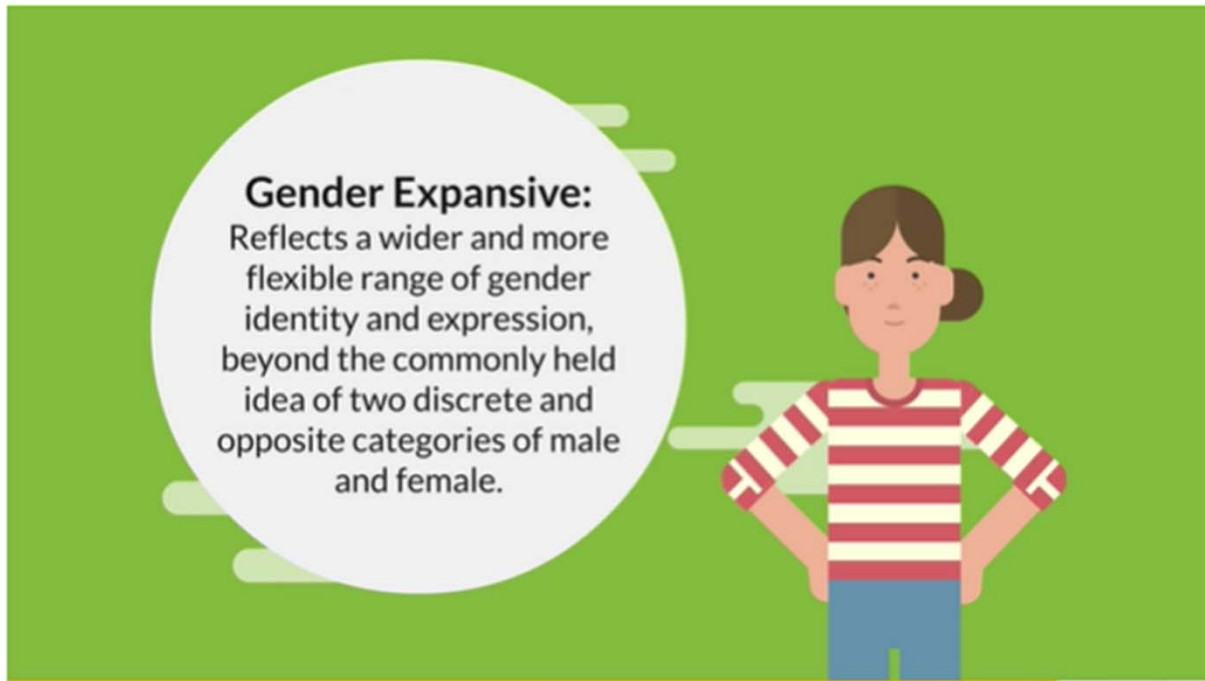 Gender Expansive:
Reflects a wider and more
flexible range of gender
identity and expression,
beyond the commonly held
idea of two discrete and
opposite categories of male
and female.